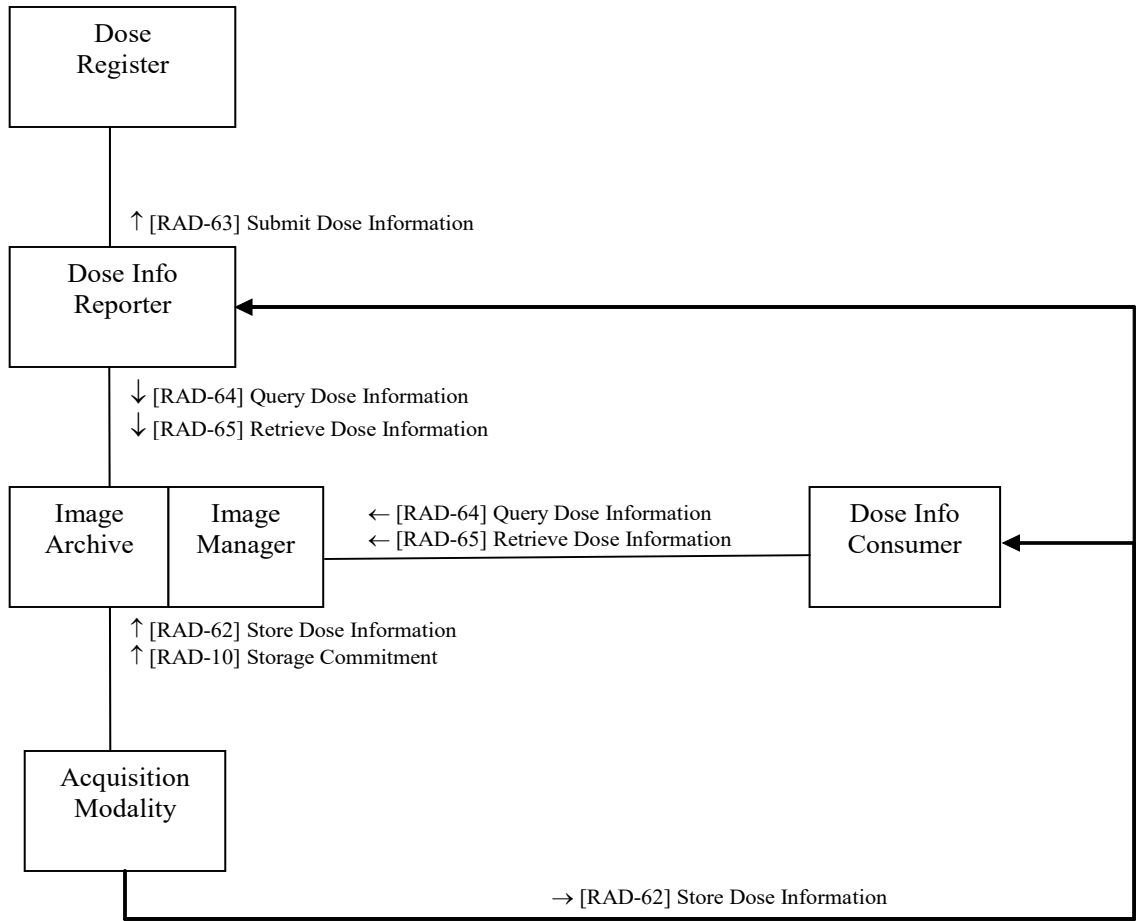 Dose
Register
↑ [RAD-63] Submit Dose Information
Dose Info
Reporter
↓ [RAD-64] Query Dose Information
↓ [RAD-65] Retrieve Dose Information
Image
Archive
Image
Manager
← [RAD-64] Query Dose Information
← [RAD-65] Retrieve Dose Information
Dose Info
Consumer
↑ [RAD-62] Store Dose Information
↑ [RAD-10] Storage Commitment
Acquisition
Modality
→ [RAD-62] Store Dose Information